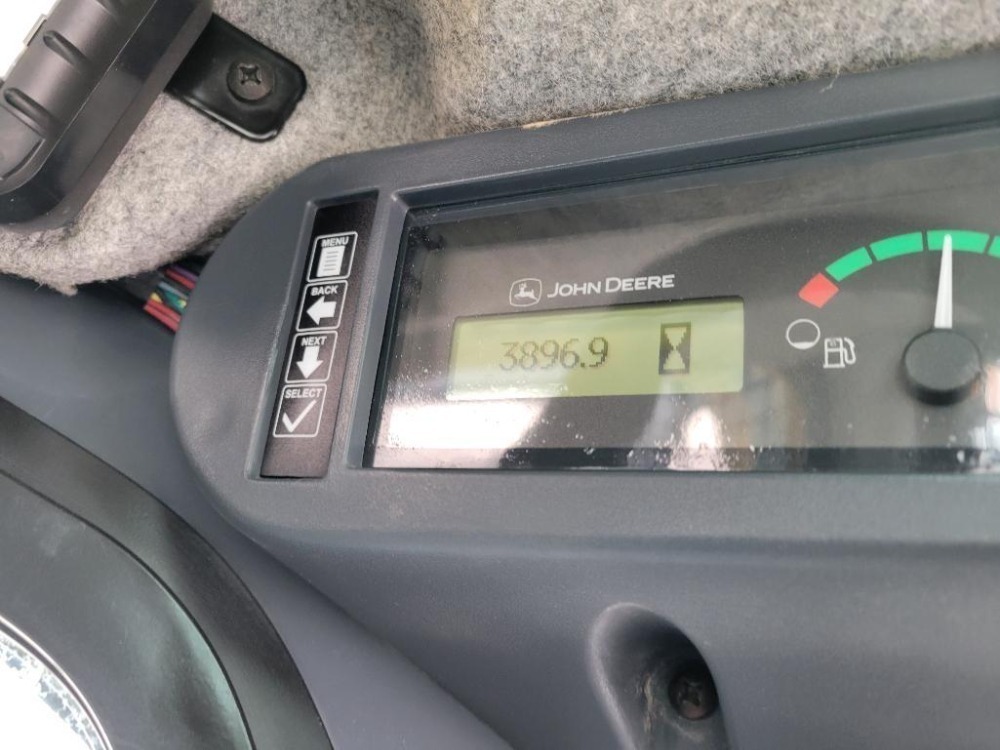 MENU
BACK
NEXT
SELECT
JOHN DEERE
3896.9